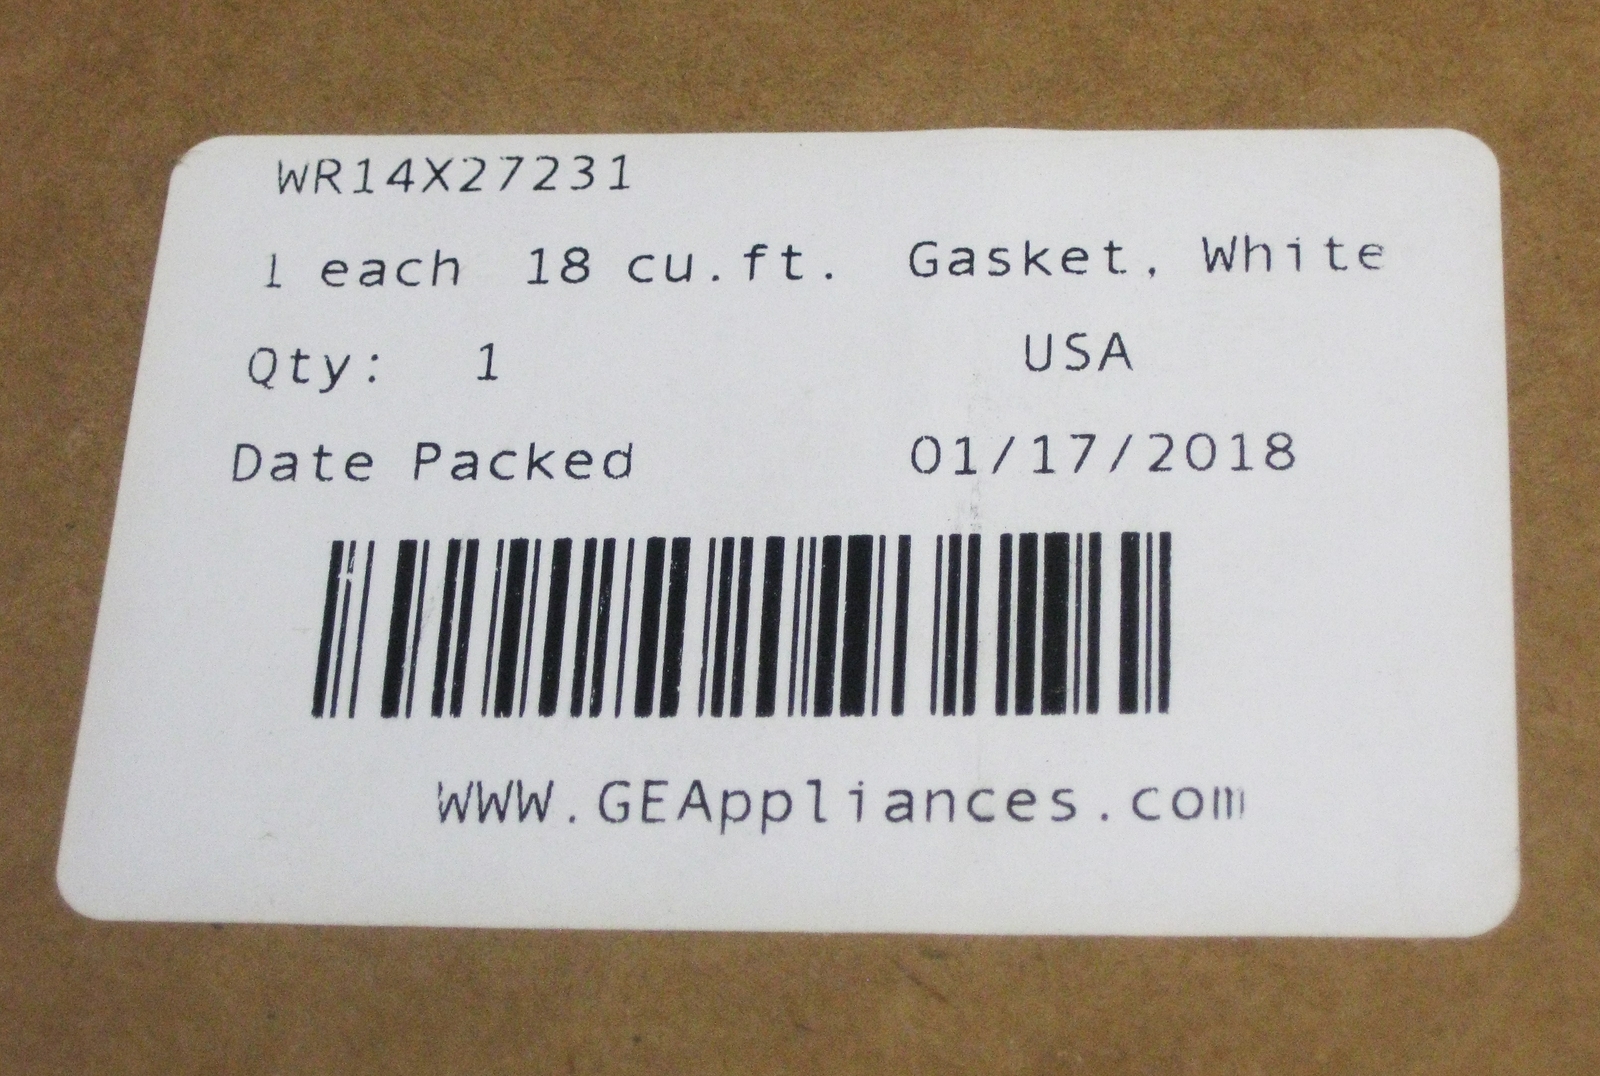 WR14X27231
1 each 18 cu.ft. Gasket, White
Qty: 1 USA
Date Packed 01/17/2018
WWW.GEAppliances.com